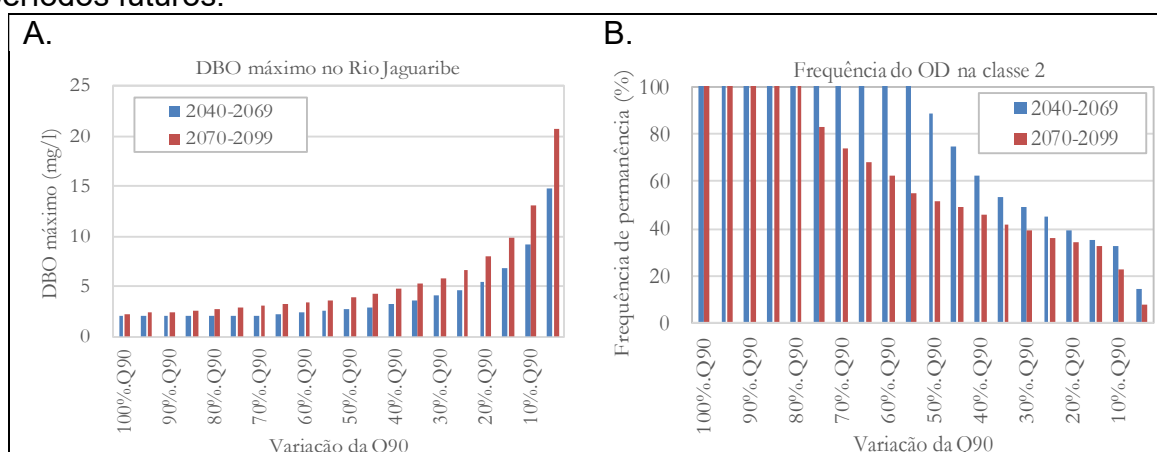 períodos futuros.
A.
DBO máximo no Rio Jaguaribe
DBO máximo (mg/l)
25
20
15
10
5
0
2040-2069
2070-2099
100%.Q90
90%.Q90
80%.Q90
70%.Q90
60%.Q90
50%.Q90
40%.Q90
30%.Q90
20%.Q90
10%.Q90
Variação da Q90
B.
Frequência do OD na classe 2
Frequência de permanência (%)
100
80
60
40
20
0
2040-2069
2070-2099
100%.Q90
90%.Q90
80%.Q90
70%.Q90
60%.Q90
50%.Q90
40%.Q90
30%.Q90
20%.Q90
10%.Q90
Variação da Q90